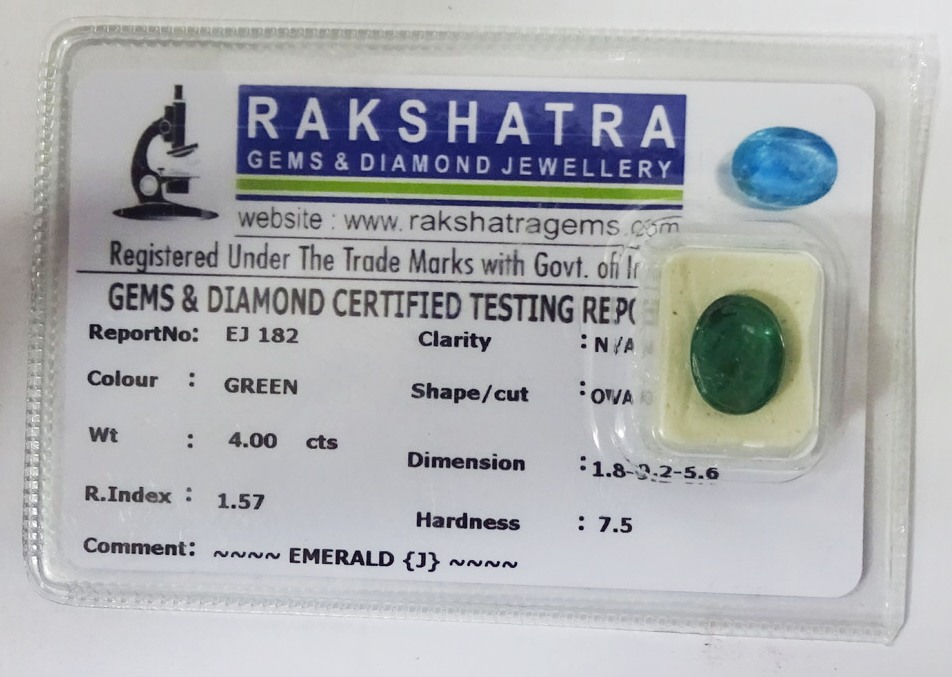 RAKSHATRA
GEMS & DIAMOND JEWELLERY
website : www. rakshatragems.com
Registered Under The Trade Marks with Govt. of
GEMS & DIAMOND CERTIFIED TESTING
ReportNo: EJ 182
Clarity : N/A
Colour : GREEN
Shape/cut :
Wt : 4.00 cts
Dimension :
R.Index : 1.57
Hardness : 7.5
Comment: ~~~~ EMERALD {J} ~~~~